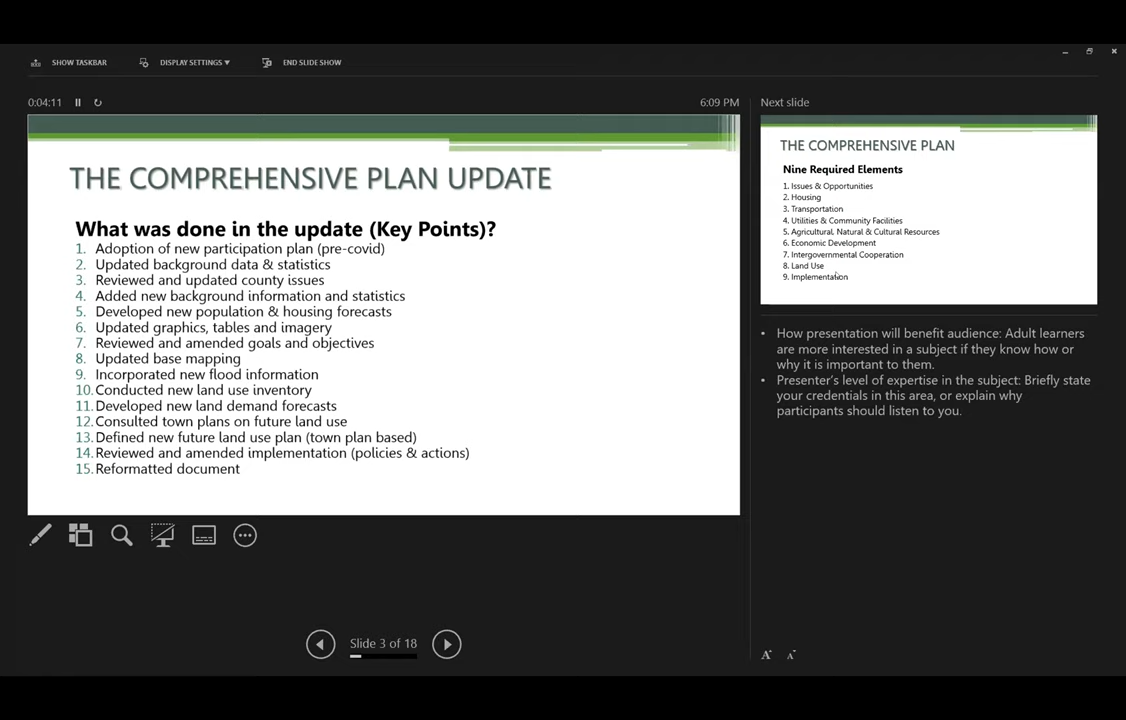 SHOW TASKBAR
DISPLAY SETTINGS ▼
END SLIDE SHOW
0:04:11
6:09 PM
THE COMPREHENSIVE PLAN UPDATE
What was done in the update (Key Points)?
1. Adoption of new participation plan (pre-covid)
2. Updated background data & statistics
3. Reviewed and updated county issues
4. Added new background information and statistics
5. Developed new population & housing forecasts
6. Updated graphics, tables and imagery
7. Reviewed and amended goals and objectives
8. Updated base mapping
9. Incorporated new flood information
10. Conducted new land use inventory
11. Developed new land demand forecasts
12. Consulted town plans on future land use
13. Defined new future land use plan (town plan based)
14. Reviewed and amended implementation (policies & actions)
15. Reformatted document
Slide 3 of 18
Next slide
THE COMPREHENSIVE PLAN
Nine Required Elements
1. Issues & Opportunities
2. Housing
3. Transportation
4. Utilities & Community Facilities
5. Agricultural, Natural & Cultural Resources
6. Economic Development
7. Intergovernmental Cooperation
8. Land Use
9. Implementation
• How presentation will benefit audience: Adult learners
are more interested in a subject if they know how or
why it is important to them.
• Presenter's level of expertise in the subject: Briefly state
your credentials in this area, or explain why
participants should listen to you.
A A